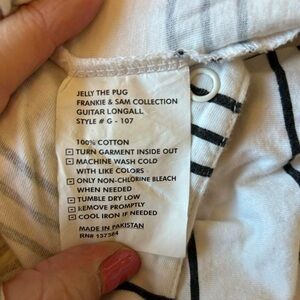 JELLY THE PUG
FRANKIE & SAM COLLECTION
GUITAR LONGALL
STYLE # G - 107
100% COTTON
TURN GARMENT INSIDE OUT
MACHINE WASH COLD
WITH LIKE COLORS
ONLY NON-CHLORINE BLEACH
WHEN NEEDED
TUMBLE DRY LOW
REMOVE PROMPTLY
COOL IRON IF NEEDED
MADE IN PAKISTAN
RN# 137584